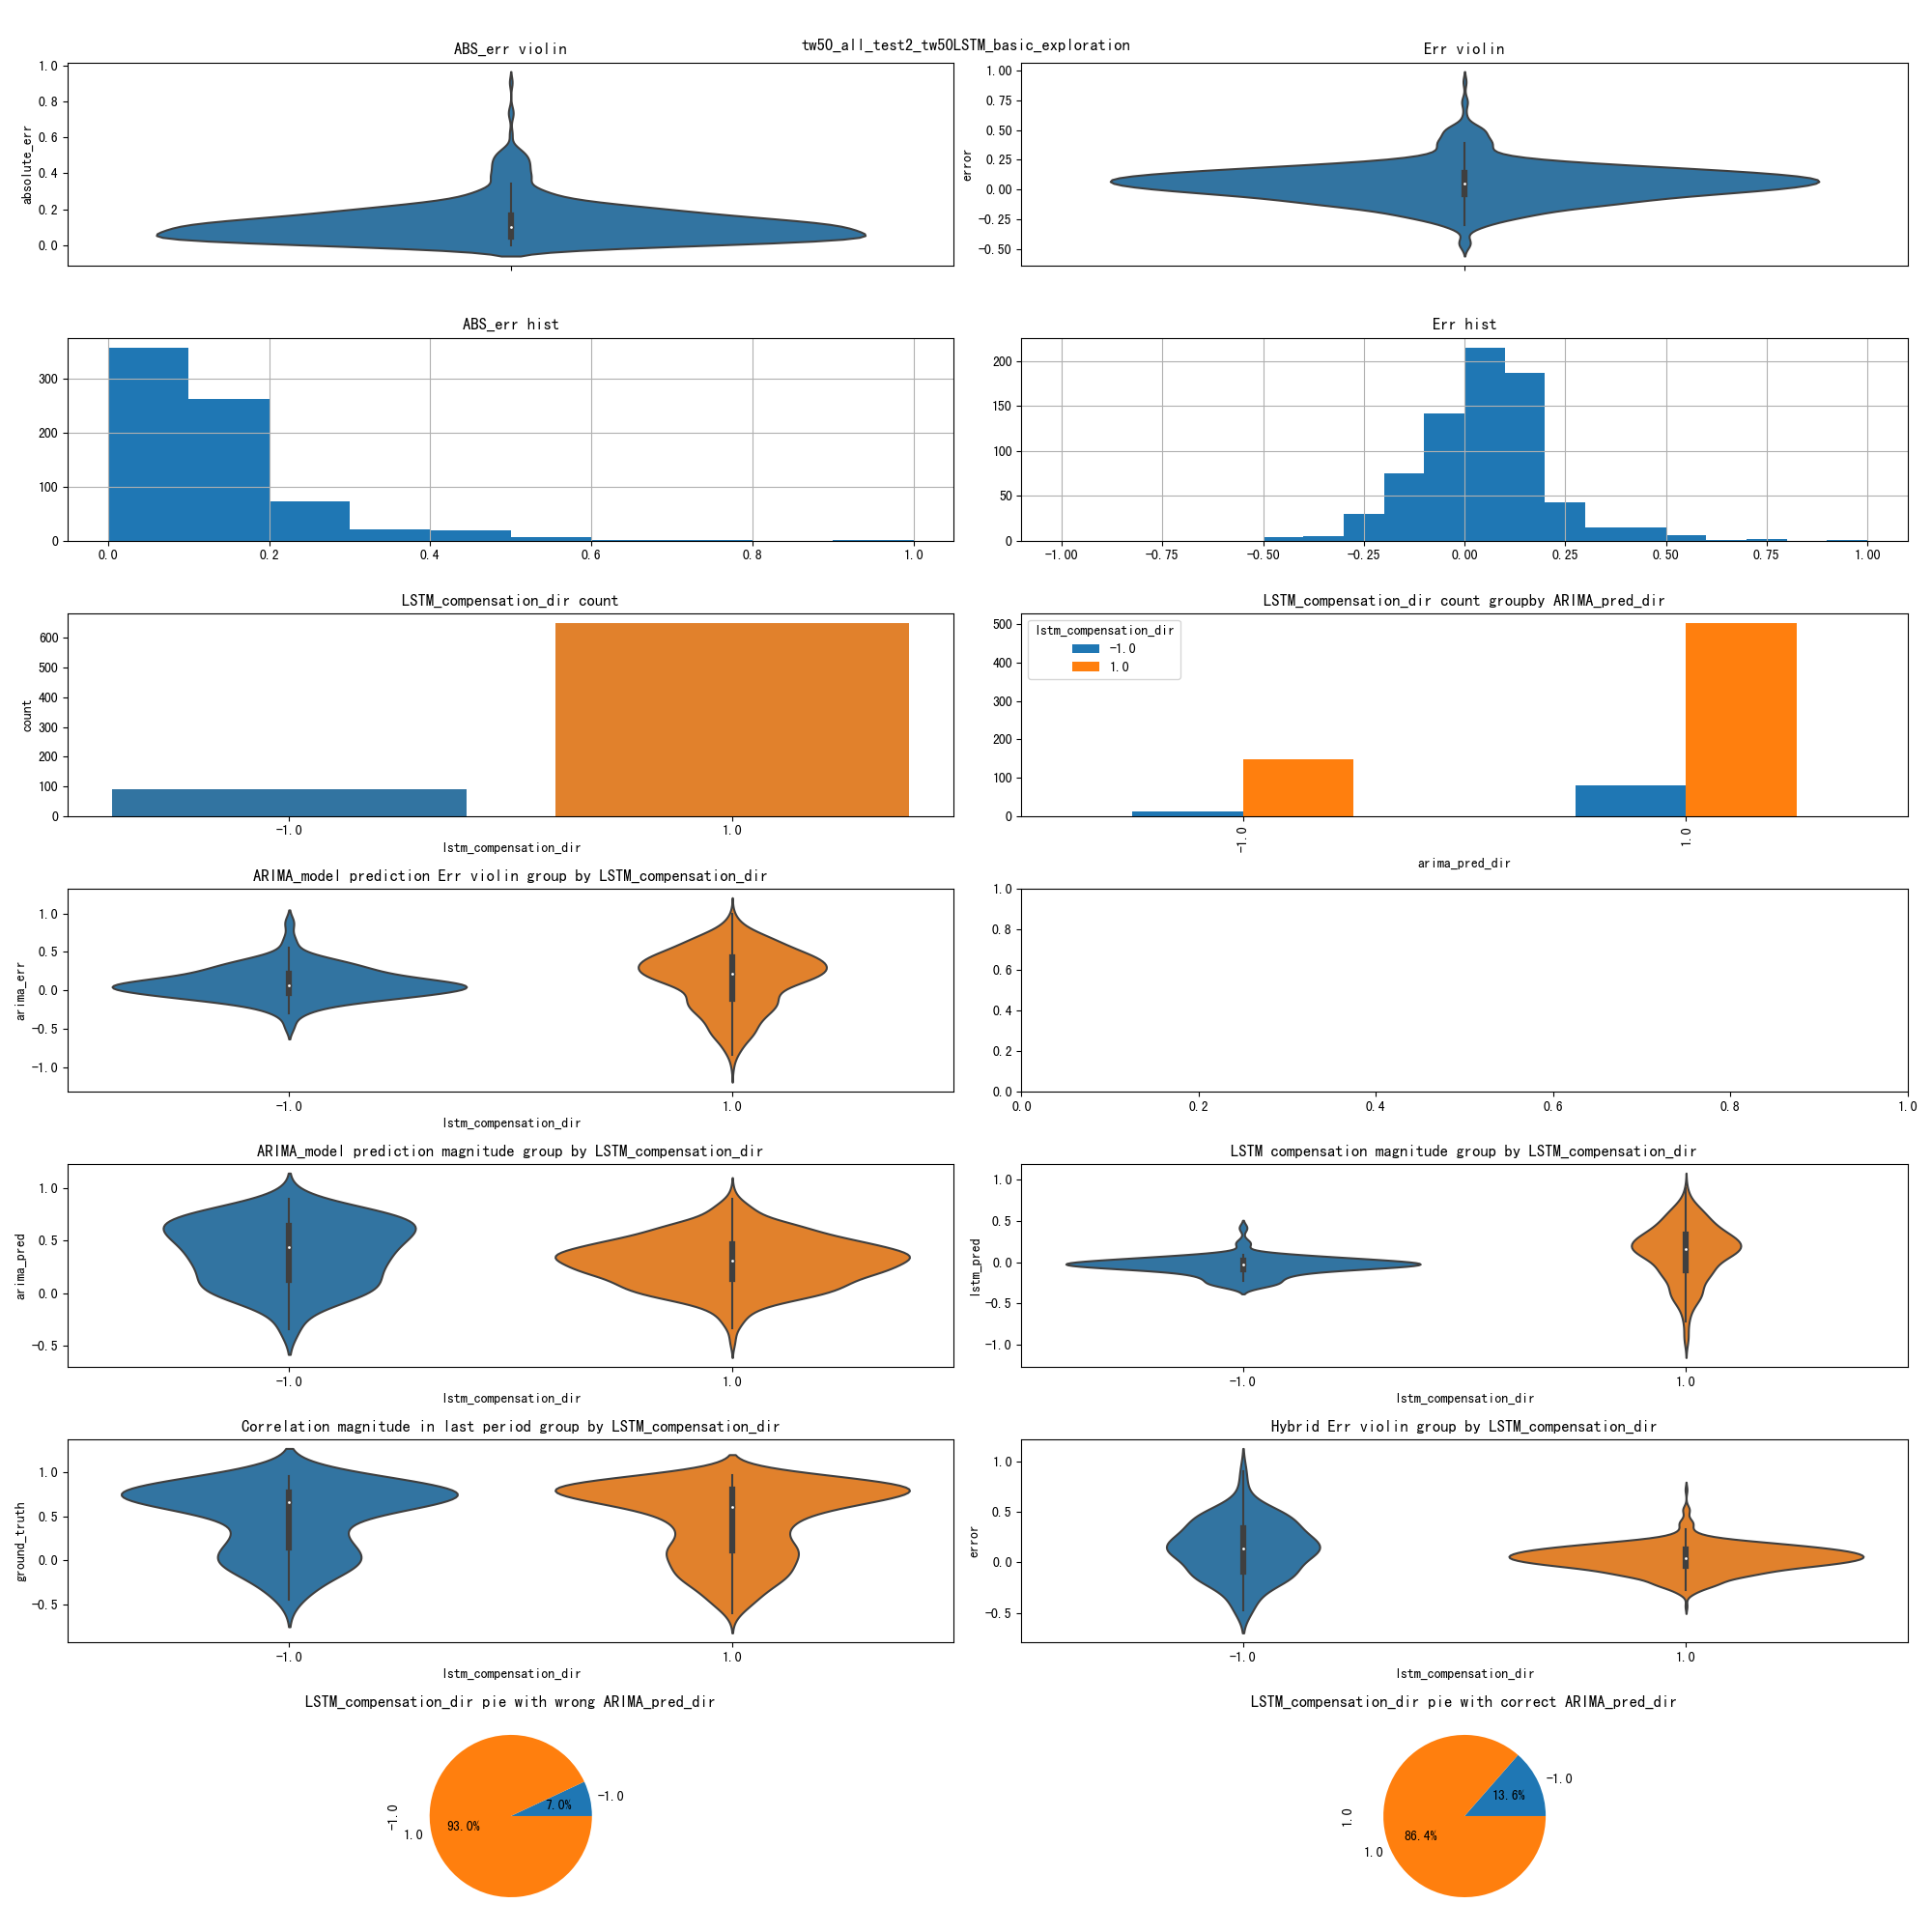 tw50_all_test2_tw50LSTM_basic_exploration
ABS_err violin
1.0
0.8
0.6
0.4
0.2
0.0
absolute_err
Err violin
1.00
0.75
0.50
0.25
0.00
-0.25
-0.50
error
ABS_err hist
300
200
100
0
0.0 0.2 0.4 0.6 0.8 1.0
Err hist
200
150
100
50
0
-1.00 -0.75 -0.50 -0.25 0.00 0.25 0.50 0.75 1.00
LSTM_compensation_dir count
600
500
400
300
200
100
0
count
-1.0 1.0
lstm_compensation_dir
LSTM_compensation_dir count groupby ARIMA_pred_dir
lstm_compensation_dir
-1.0
1.0
500
400
300
200
100
0
-1.0 1.0
arima_pred_dir
ARIMA_model prediction Err violin group by LSTM_compensation_dir
1.0
0.5
0.0
-0.5
-1.0
arima_err
-1.0 1.0
lstm_compensation_dir
1.0
0.8
0.6
0.4
0.2
0.0
0.0 0.2 0.4 0.6 0.8 1.0
ARIMA_model prediction magnitude group by LSTM_compensation_dir
1.0
0.5
0.0
-0.5
arima_pred
-1.0 1.0
lstm_compensation_dir
LSTM compensation magnitude group by LSTM_compensation_dir
1.0
0.5
0.0
-0.5
-1.0
lstm_pred
-1.0 1.0
lstm_compensation_dir
Correlation magnitude in last period group by LSTM_compensation_dir
1.0
0.5
0.0
-0.5
ground_truth
-1.0 1.0
lstm_compensation_dir
Hybrid Err violin group by LSTM_compensation_dir
1.0
0.5
0.0
-0.5
error
-1.0 1.0
lstm_compensation_dir
LSTM_compensation_dir pie with wrong ARIMA_pred_dir
-1.0
7.0%
93.0%
1.0
-1.0
LSTM_compensation_dir pie with correct ARIMA_pred_dir
-1.0
13.6%
86.4%
1.0
1.0